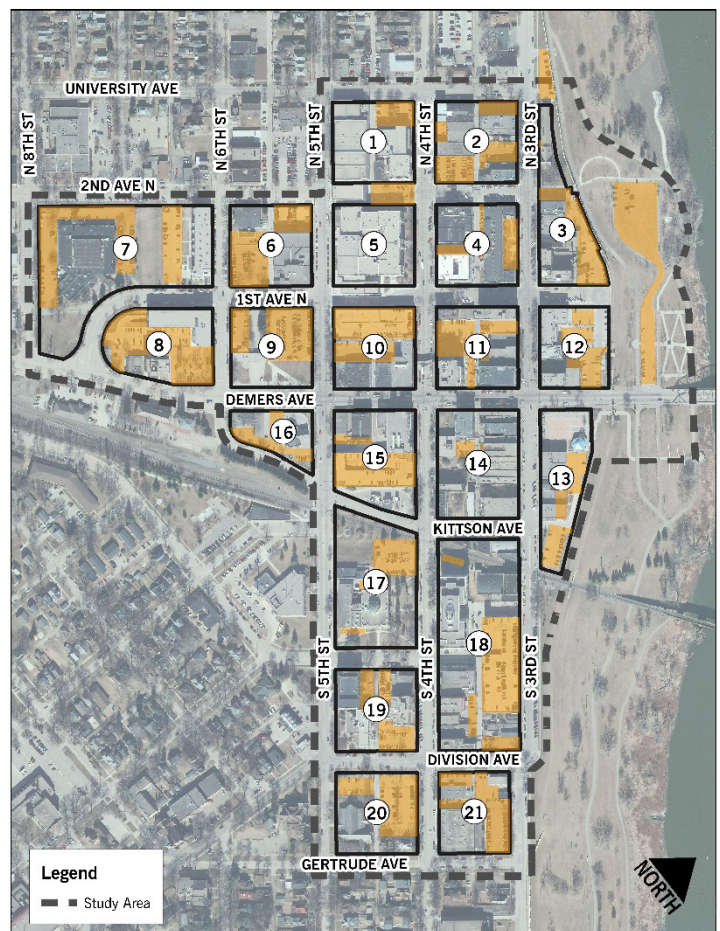 UNIVERSITY AVE
N 8TH ST
N 6TH ST
N 5TH ST
N 4TH ST
N 3RD ST
1
2
2ND AVE N
7
6
5
4
3
1ST AVE N
8
9
10
11
12
DEMERS AVE
16
15
14
13
KITTSON AVE
17
18
S 5TH ST
S 4TH ST
S 3RD ST
19
DIVISION AVE
20
21
GERTRUDE AVE
Legend
Study Area
NORTH